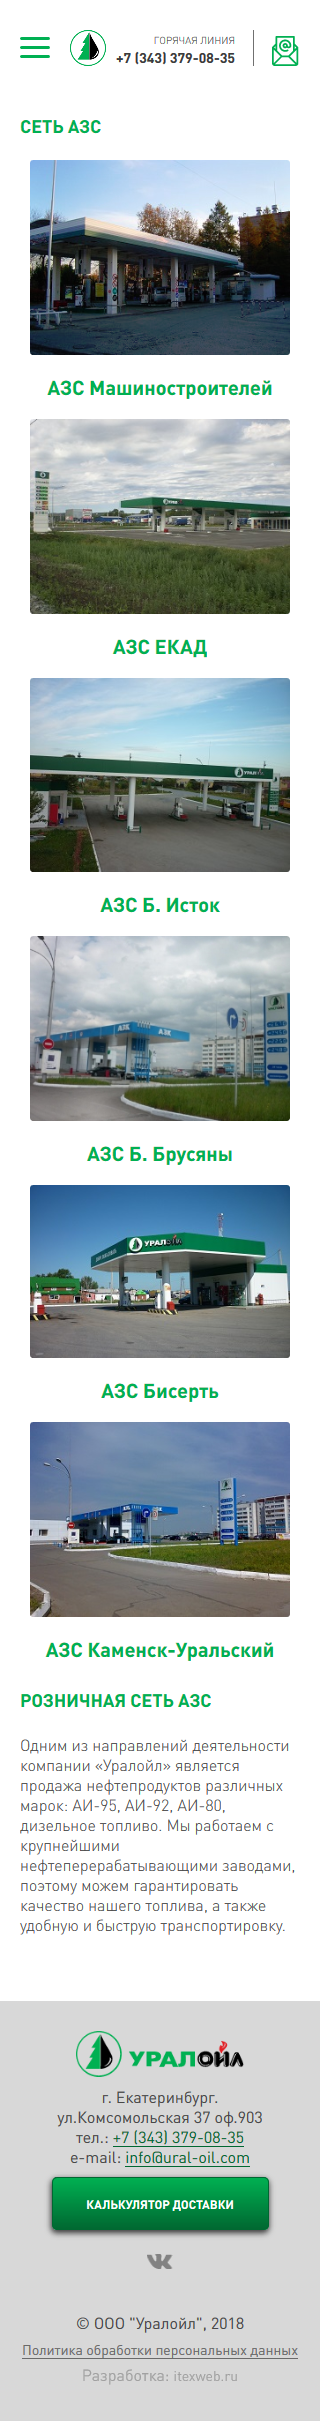 ГОРЯЧАЯ ЛИНИЯ
+7 (343) 379-08-35
СЕТЬ АЗС
АЗС Машиностроителей
АЗС ЕКАД
УРАЛОЙЛ
АЗС Б. Исток
АЗС
АЗС
АЗС Б. Брусяны
УРАЛОЙЛ
АЗС Бисерть
АЗС Каменск-Уральский
РОЗНИЧНАЯ СЕТЬ АЗС
Одним из направлений деятельности
компании «Уралойл» является
продажа нефтепродуктов различных
марок: АИ-95, АИ-92, АИ-80,
дизельное топливо. Мы работаем с
крупнейшими
нефтеперерабатывающими заводами,
поэтому можем гарантировать
качество нашего топлива, а также
удобную и быструю транспортировку.
УРАЛОЙЛ
г. Екатеринбург.
ул.Комсомольская 37 оф.903
тел.: +7 (343) 379-08-35
e-mail: info@ural-oil.com
КАЛЬКУЛЯТОР ДОСТАВКИ
© ООО "Уралойл", 2018
Политика обработки персональных данных
Разработка: itexweb.ru